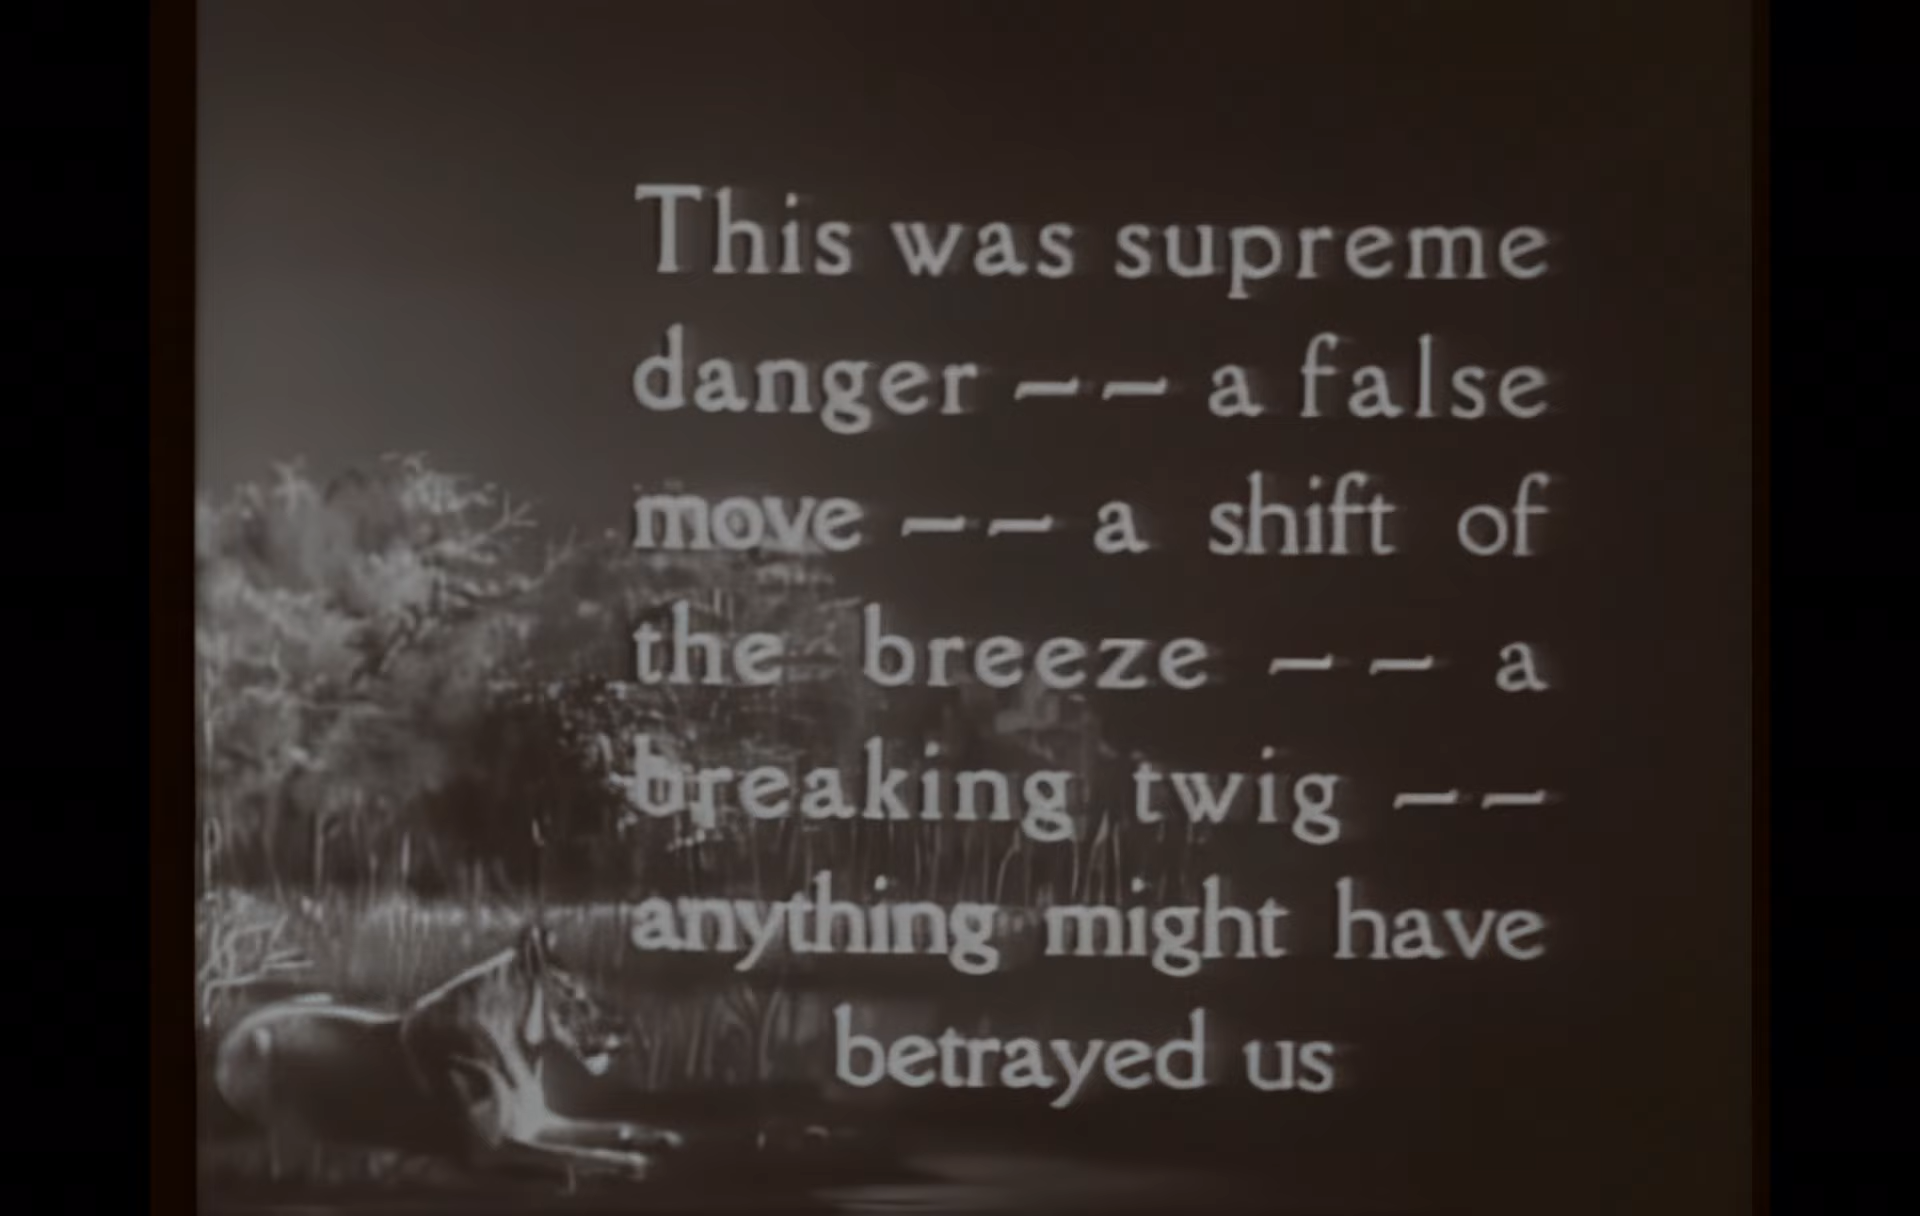 This was supreme
danger -- a false
move -- a shift of
the breeze -- a
breaking twig --
anything might have
betrayed us